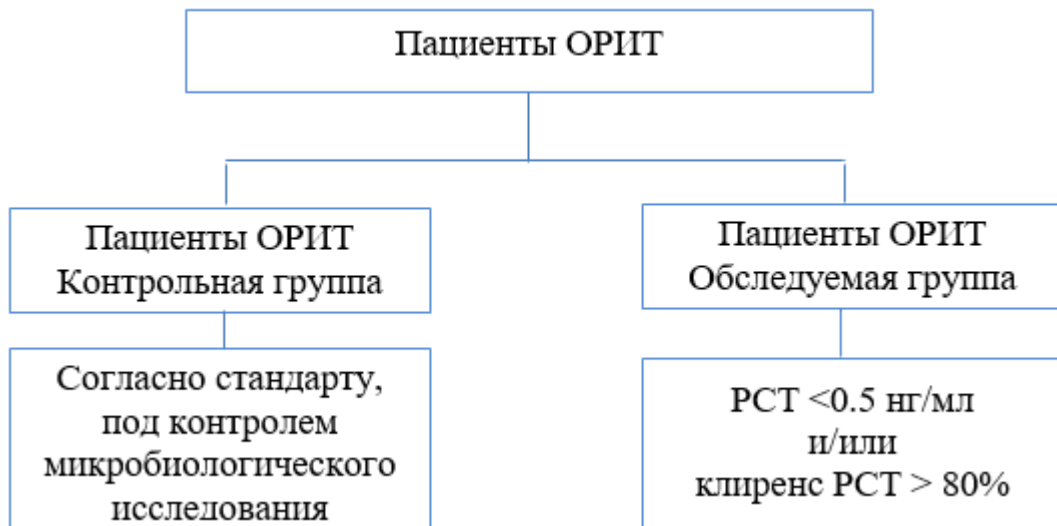 Пациенты ОРИТ
Пациенты ОРИТ
Контрольная группа
Пациенты ОРИТ
Обследуемая группа
Согласно стандарту,
под контролем
микробиологического
исследования
РСТ <0.5 нг/мл
и/или
клиренс РСТ > 80%